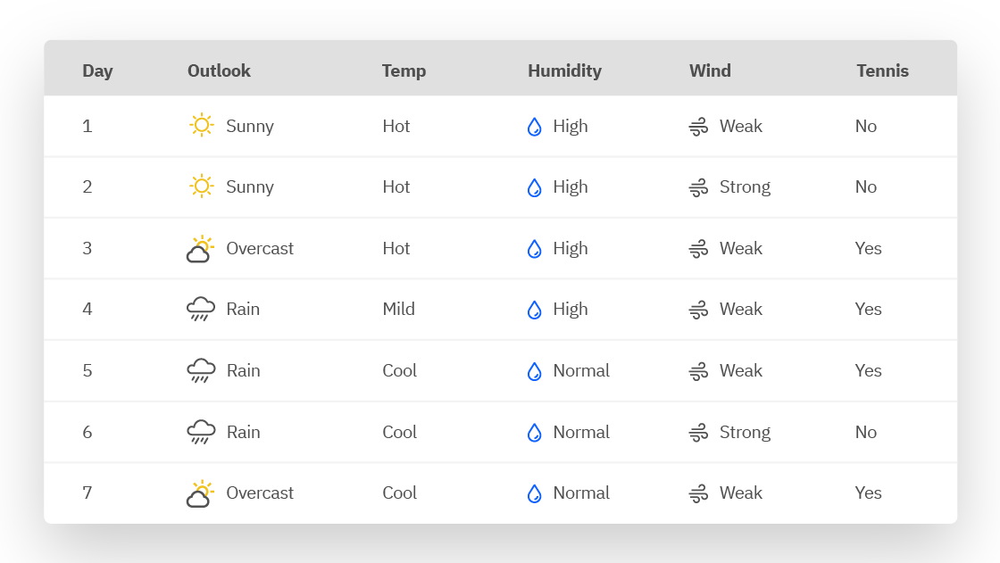 Day Outlook Temp Humidity Wind Tennis
1 Sunny Hot High Weak No
2 Sunny Hot High Strong No
3 Overcast Hot High Weak Yes
4 Rain Mild High Weak Yes
5 Rain Cool Normal Weak Yes
6 Rain Cool Normal Strong No
7 Overcast Cool Normal Weak Yes